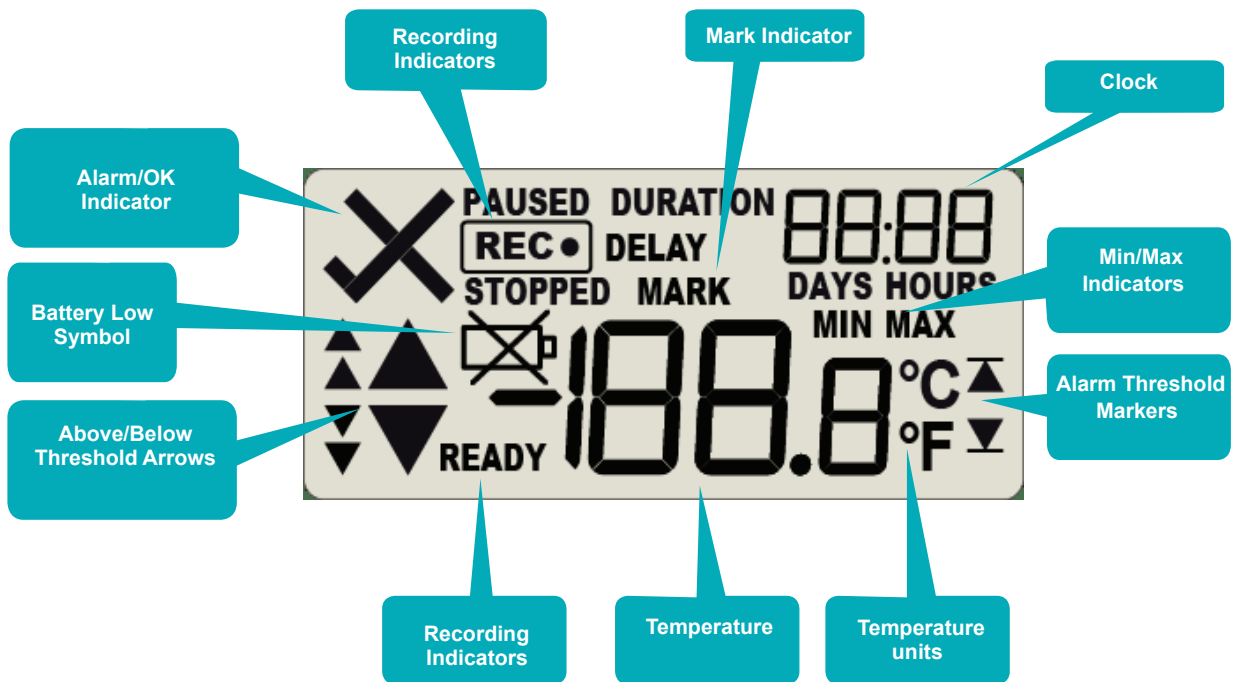 Recording
Indicators
Mark Indicator
Clock
Alarm/OK
Indicator
PAUSED DURATION
88:88
REC● DELAY
STOPPED MARK
DAYS HOURS
MIN MAX
Min/Max
Indicators
Battery Low
Symbol
-188.8
°C
°F
Alarm Threshold
Markers
Above/Below
Threshold Arrows
READY
Recording
Indicators
Temperature
Temperature
units